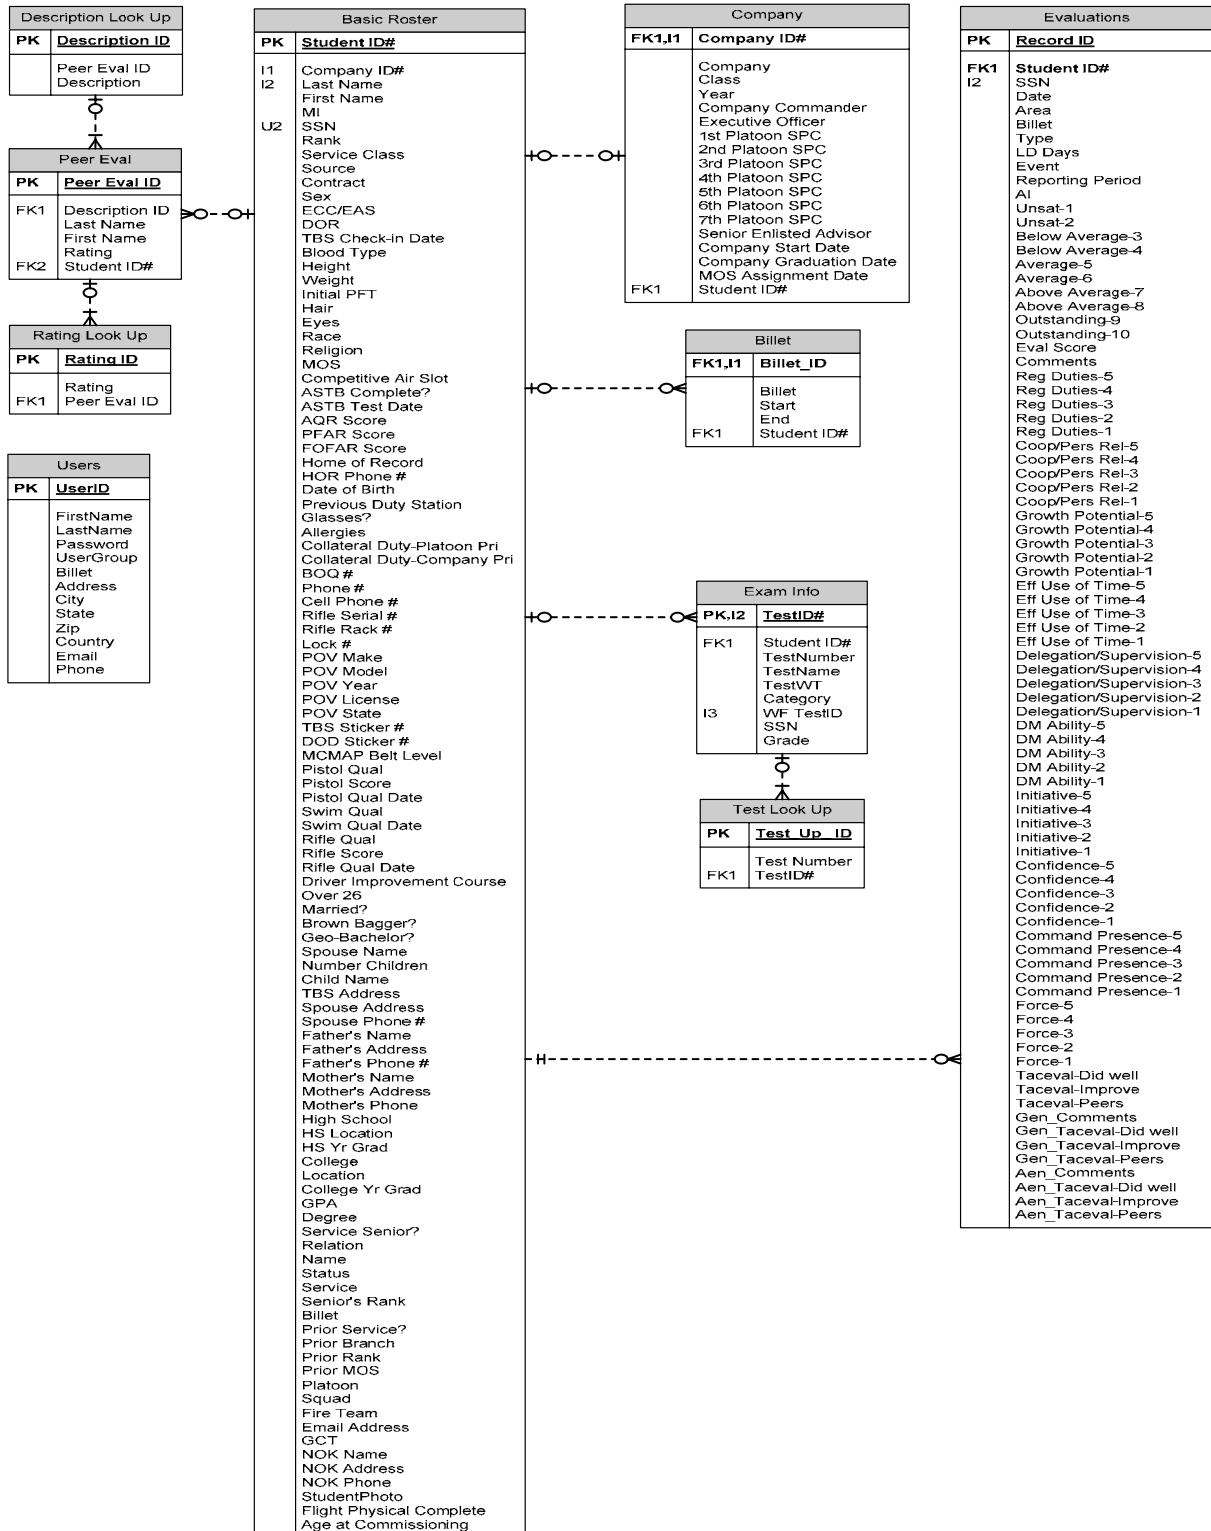 Description Look Up
PK Description ID
Peer Eval ID
Description
Peer Eval
PK Peer Eval ID
FK1 Description ID
Last Name
First Name
Rating
FK2 Student ID#
Rating Look Up
PK Rating ID
Rating
FK1 Peer Eval ID
Users
PK UserID
FirstName
LastName
Password
UserGroup
Billet
Address
City
State
Zip
Country
Email
Phone
Basic Roster
PK Student ID#
I1 Company ID#
I2 Last Name
First Name
MI
U2 SSN
Rank
Service Class
Source
Contract
Sex
ECC/EAS
DOR
TBS Check-in Date
Blood Type
Height
Weight
Initial PFT
Hair
Eyes
Race
Religion
MOS
Competitive Air Slot
ASTB Complete?
ASTB Test Date
AQR Score
PFAR Score
FOFAR Score
Home of Record
HOR Phone #
Date of Birth
Previous Duty Station
Glasses?
Allergies
Collateral Duty-Platoon Pri
Collateral Duty-Company Pri
BOQ #
Phone #
Cell Phone #
Rifle Serial #
Rifle Rack #
Lock #
POV Make
POV Model
POV Year
POV License
POV State
TBS Sticker #
DOD Sticker #
MCMAP Belt Level
Pistol Qual
Pistol Score
Pistol Qual Date
Swim Qual
Swim Qual Date
Rifle Qual
Rifle Score
Rifle Qual Date
Driver Improvement Course
Over 26
Married?
Brown Bagger?
Geo-Bachelor?
Spouse Name
Number Children
Child Name
TBS Address
Spouse Address
Spouse Phone #
Father's Name
Father's Address
Father's Phone #
Mother's Name
Mother's Address
Mother's Phone
High School
HS Location
HS Yr Grad
College
Location
College Yr Grad
GPA
Degree
Service Senior?
Relation
Name
Status
Service
Senior's Rank
Billet
Prior Service?
Prior Branch
Prior Rank
Prior MOS
Platoon
Squad
Fire Team
Email Address
GCT
NOK Name
NOK Address
NOK Phone
StudentPhoto
Flight Physical Complete
Age at Commissioning
Company
FK1,I1 Company ID#
Company
Class
Year
Company Commander
Executive Officer
1st Platoon SPC
2nd Platoon SPC
3rd Platoon SPC
4th Platoon SPC
5th Platoon SPC
6th Platoon SPC
7th Platoon SPC
Senior Enlisted Advisor
Company Start Date
Company Graduation Date
MOS Assignment Date
FK1 Student ID#
Billet
FK1,I1 Billet_ID
Billet
Start
End
FK1 Student ID#
Exam Info
PK,I2 TestID#
FK1 Student ID#
TestNumber
TestName
TestWT
Category
I3 WF TestID
SSN
Grade
Test Look Up
PK Test_Up_ID
Test Number
FK1 TestID#
Evaluations
PK Record ID
FK1 Student ID#
I2 SSN
Date
Area
Billet
Type
LD Days
Event
Reporting Period
AI
Unsat-1
Unsat-2
Below Average-3
Below Average-4
Average-5
Average-6
Above Average-7
Above Average-8
Outstanding-9
Outstanding-10
Eval Score
Comments
Reg Duties-5
Reg Duties-4
Reg Duties-3
Reg Duties-2
Reg Duties-1
Coop/Pers Rel-5
Coop/Pers Rel-4
Coop/Pers Rel-3
Coop/Pers Rel-2
Coop/Pers Rel-1
Growth Potential-5
Growth Potential-4
Growth Potential-3
Growth Potential-2
Growth Potential-1
Eff Use of Time-5
Eff Use of Time-4
Eff Use of Time-3
Eff Use of Time-2
Eff Use of Time-1
Delegation/Supervision-5
Delegation/Supervision-4
Delegation/Supervision-3
Delegation/Supervision-2
Delegation/Supervision-1
DM Ability-5
DM Ability-4
DM Ability-3
DM Ability-2
DM Ability-1
Initiative-5
Initiative-4
Initiative-3
Initiative-2
Initiative-1
Confidence-5
Confidence-4
Confidence-3
Confidence-2
Confidence-1
Command Presence-5
Command Presence-4
Command Presence-3
Command Presence-2
Command Presence-1
Force-5
Force-4
Force-3
Force-2
Force-1
Taceval-Did well
Taceval-Improve
Taceval-Peers
Gen_Comments
Gen_Taceval-Did well
Gen_Taceval-Improve
Gen_Taceval-Peers
Aen_Comments
Aen_Taceval-Did well
Aen_Taceval-Improve
Aen_Taceval-Peers